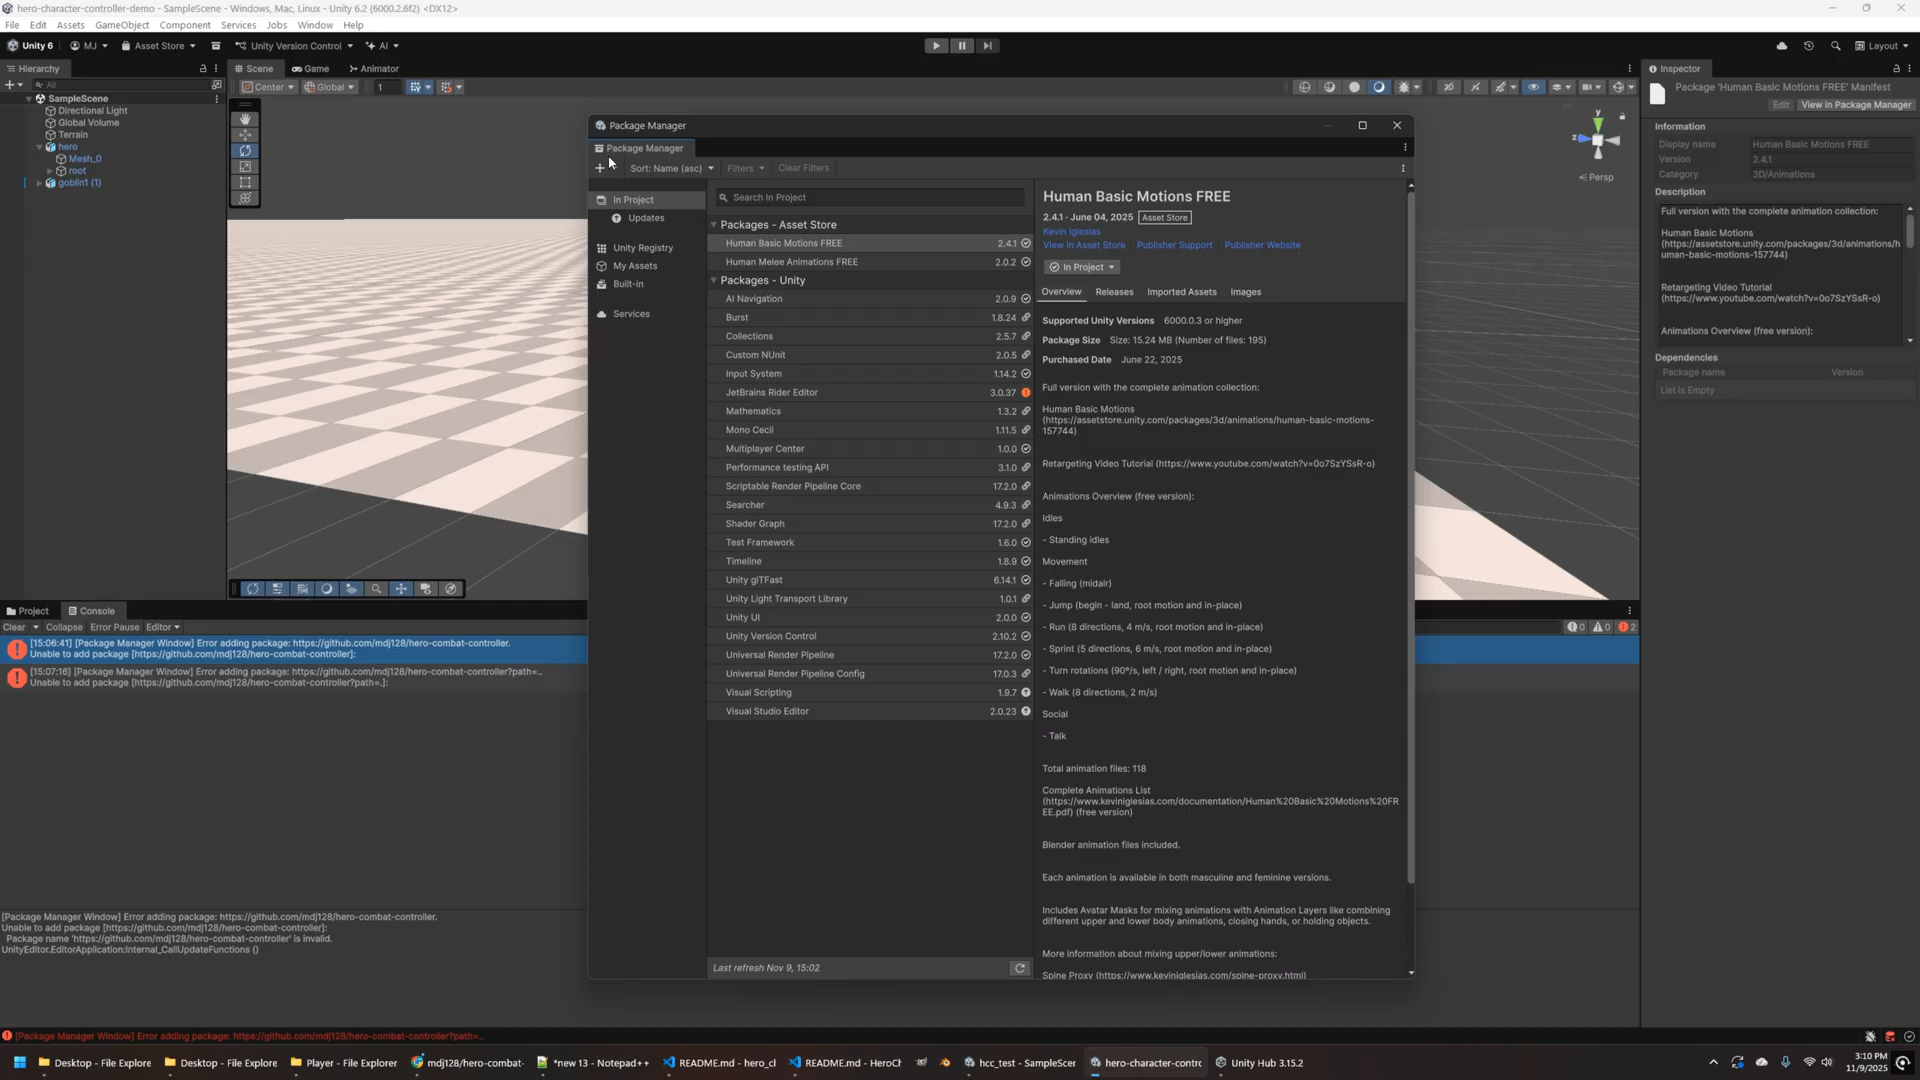 hero-character-controller-demo - SampleScene - Windows, Mac, Linux - Unity 6.2 (6000.2.6f2) <DX12>
File Edit Assets GameObject Component Services Jobs Window Help
Unity 6 MJ Asset Store Unity Version Control AI Layout
Hierarchy
All
SampleScene
Directional Light
Global Volume
Terrain
hero
Mesh_0
root
goblin1 (1)
Scene Game Animator
Center Global 1
y
z
Persp
Package Manager
Package Manager
Sort: Name (asc) Filters Clear Filters
In Project
Updates
Unity Registry
My Assets
Built-in
Services
Search In Project
Packages - Asset Store
Human Basic Motions FREE 2.4.1
Human Melee Animations FREE 2.0.2
Packages - Unity
AI Navigation 2.0.9
Burst 1.8.24
Collections 2.5.7
Custom NUnit 2.0.5
Input System 1.14.2
JetBrains Rider Editor 3.0.37
Mathematics 1.3.2
Mono Cecil 1.11.5
Multiplayer Center 1.0.0
Performance testing API 3.1.0
Scriptable Render Pipeline Core 17.2.0
Searcher 4.9.3
Shader Graph 17.2.0
Test Framework 1.6.0
Timeline 1.8.9
Unity glTFast 6.14.1
Unity Light Transport Library 1.0.1
Unity UI 2.0.0
Unity Version Control 2.10.2
Universal Render Pipeline 17.2.0
Universal Render Pipeline Config 17.0.3
Visual Scripting 1.9.7
Visual Studio Editor 2.0.23
Last refresh Nov 9, 15:02
Human Basic Motions FREE
2.4.1 · June 04, 2025 Asset Store
Kevin Iglesias
View in Asset Store Publisher Support Publisher Website
In Project
Overview Releases Imported Assets Images
Supported Unity Versions 6000.0.3 or higher
Package Size Size: 15.24 MB (Number of files: 195)
Purchased Date June 22, 2025
Full version with the complete animation collection:
Human Basic Motions
(https://assetstore.unity.com/packages/3d/animations/human-basic-motions-
157744)
Retargeting Video Tutorial (https://www.youtube.com/watch?v=0o7SzYSsR-o)
Animations Overview (free version):
Idles
- Standing idles
Movement
- Falling (midair)
- Jump (begin - land, root motion and in-place)
- Run (8 directions, 4 m/s, root motion and in-place)
- Sprint (5 directions, 6 m/s, root motion and in-place)
- Turn rotations (90º/s, left / right, root motion and in-place)
- Walk (8 directions, 2 m/s)
Social
- Talk
Total animation files: 118
Complete Animations List
(https://www.keviniglesias.com/documentation/Human%20Basic%20Motions%20FR
EE.pdf) (free version)
Blender animation files included.
Each animation is available in both masculine and feminine versions.
Includes Avatar Masks for mixing animations with Animation Layers like combining
different upper and lower body animations, closing hands, or holding objects.
More information about mixing upper/lower animations:
Spine Proxy (https://www.keviniglesias.com/spine-proxy.html)
Inspector
Package 'Human Basic Motions FREE' Manifest
Edit View in Package Manager
Information
Display name Human Basic Motions FREE
Version 2.4.1
Category 3D/Animations
Description
Full version with the complete animation collection:
Human Basic Motions
(https://assetstore.unity.com/packages/3d/animations/h
uman-basic-motions-157744)
Retargeting Video Tutorial
(https://www.youtube.com/watch?v=0o7SzYSsR-o)
Animations Overview (free version):
Dependencies
Package name Version
List is Empty
Project Console
Clear Collapse Error Pause Editor 0 0 2
[15:06:41] [Package Manager Window] Error adding package: https://github.com/mdj128/hero-combat-controller.
Unable to add package [https://github.com/mdj128/hero-combat-controller]:
[15:07:16] [Package Manager Window] Error adding package: https://github.com/mdj128/hero-combat-controller?path=..
Unable to add package [https://github.com/mdj128/hero-combat-controller?path=.]:
[Package Manager Window] Error adding package: https://github.com/mdj128/hero-combat-controller.
Unable to add package [https://github.com/mdj128/hero-combat-controller]:
Package name 'https://github.com/mdj128/hero-combat-controller' is invalid.
UnityEditor.EditorApplication:Internal_CallUpdateFunctions ()
[Package Manager Window] Error adding package: https://github.com/mdj128/hero-combat-controller?path=..
Desktop - File Explore Desktop - File Explore Player - File Explorer mdj128/hero-combat- *new 13 - Notepad++ README.md - hero_cl README.md - HeroCh hcc_test - SampleScen hero-character-contro Unity Hub 3.15.2
3:10 PM
11/9/2025